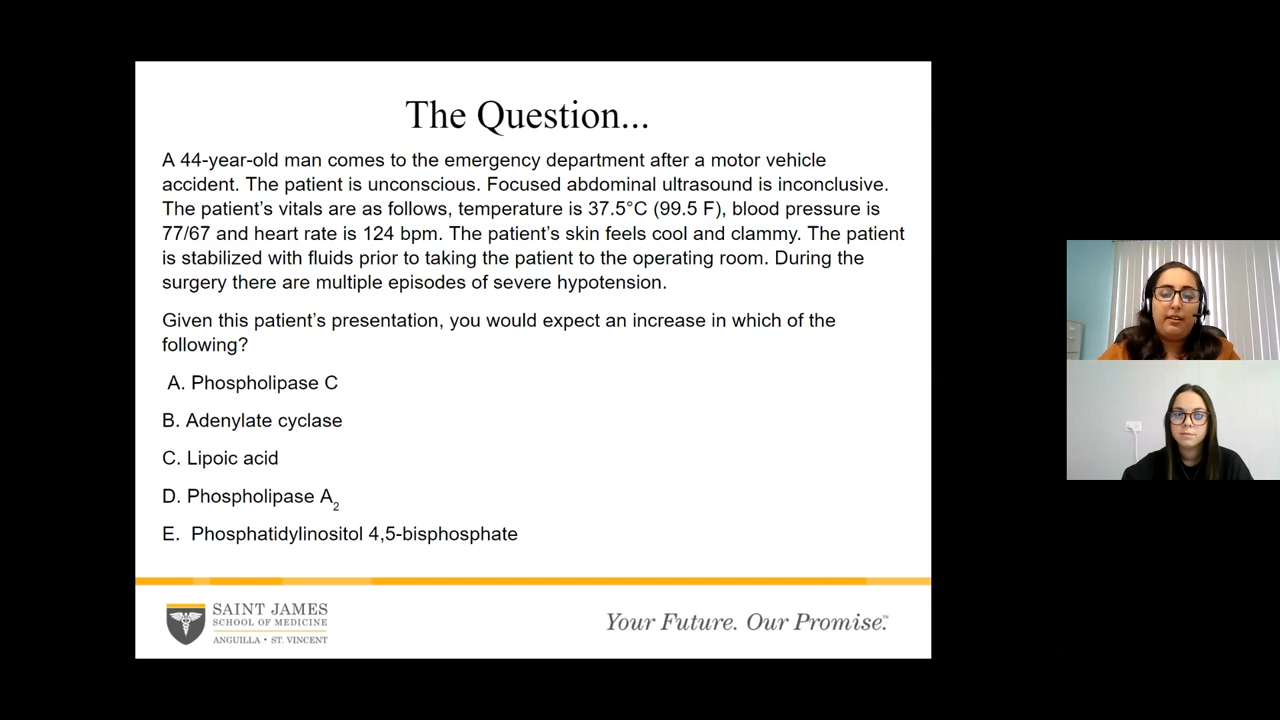 The Question...
A 44-year-old man comes to the emergency department after a motor vehicle
accident. The patient is unconscious. Focused abdominal ultrasound is inconclusive.
The patient's vitals are as follows, temperature is 37.5°C (99.5 F), blood pressure is
77/67 and heart rate is 124 bpm. The patient's skin feels cool and clammy. The patient
is stabilized with fluids prior to taking the patient to the operating room. During the
surgery there are multiple episodes of severe hypotension.
Given this patient's presentation, you would expect an increase in which of the
following?
A. Phospholipase C
B. Adenylate cyclase
C. Lipoic acid
D. Phospholipase A₂
E. Phosphatidylinositol 4,5-bisphosphate
SAINT JAMES
SCHOOL OF MEDICINE
ANGUILLA • ST. VINCENT
Your Future. Our Promise.™